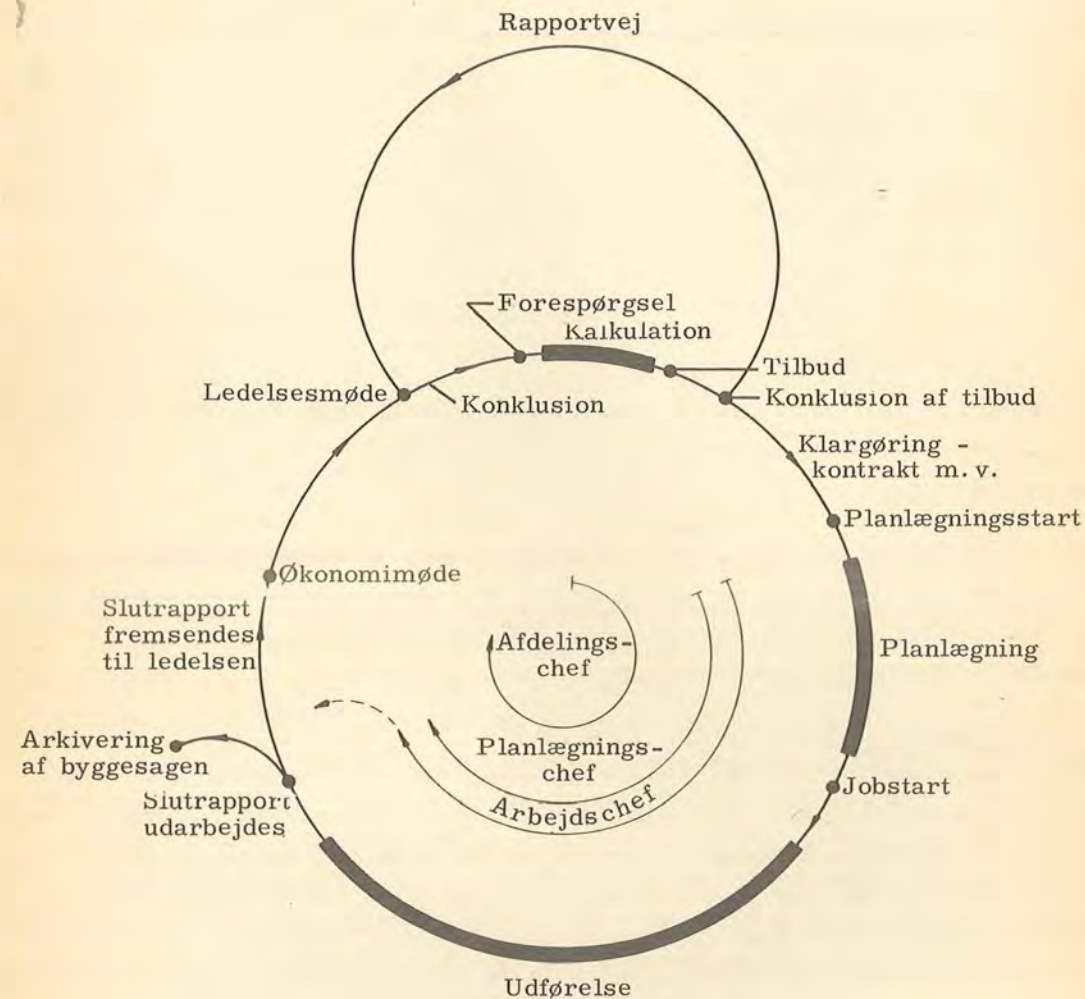 Rapportvej
Forespørgsel
Kalkulation
Tilbud
Ledelsesmøde
Konklusion
Konklusion af tilbud
Klargøring -
kontrakt m. v.
Planlægningsstart
Økonomimøde
Slutrapport
fremsendes
til ledelsen
Afdelings-
chef
Planlægning
Planlægnings-
chef
Arbejdschef
Arkivering
af byggesagen
Jobstart
Slutrapport
udarbejdes
Udførelse